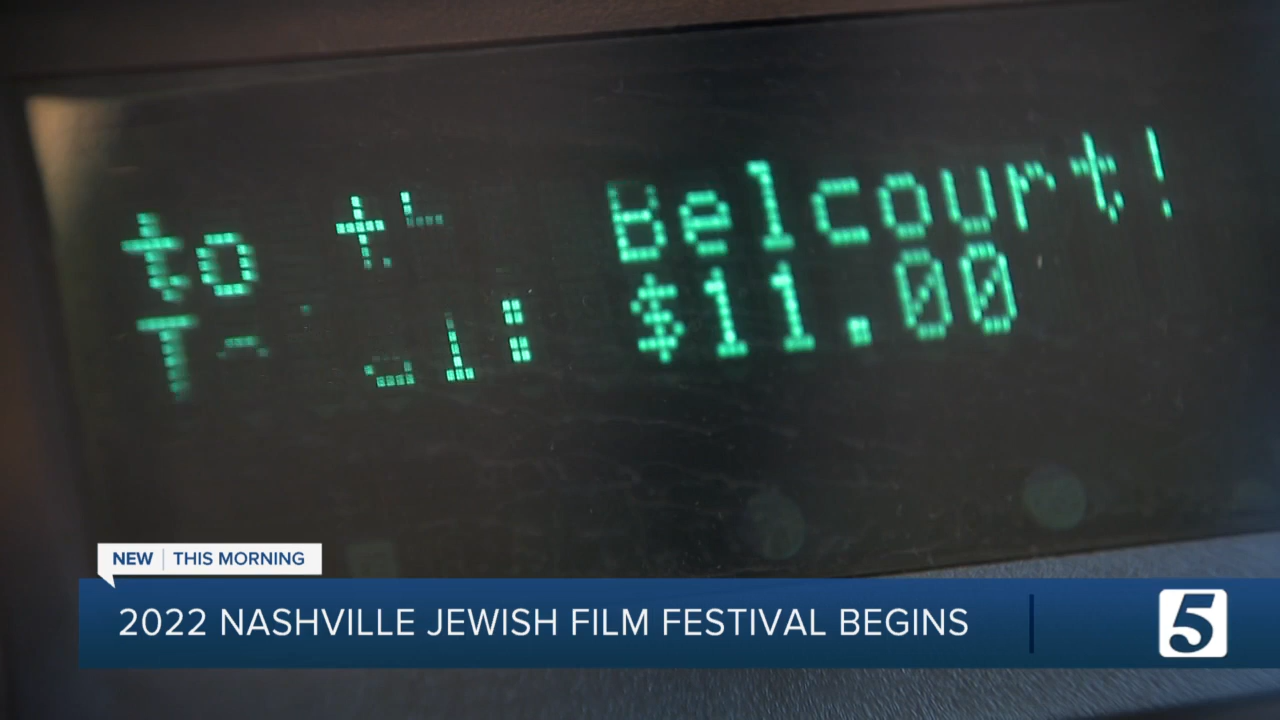 to Belcourt!
$11.00
NEW THIS MORNING
2022 NASHVILLE JEWISH FILM FESTIVAL BEGINS
5